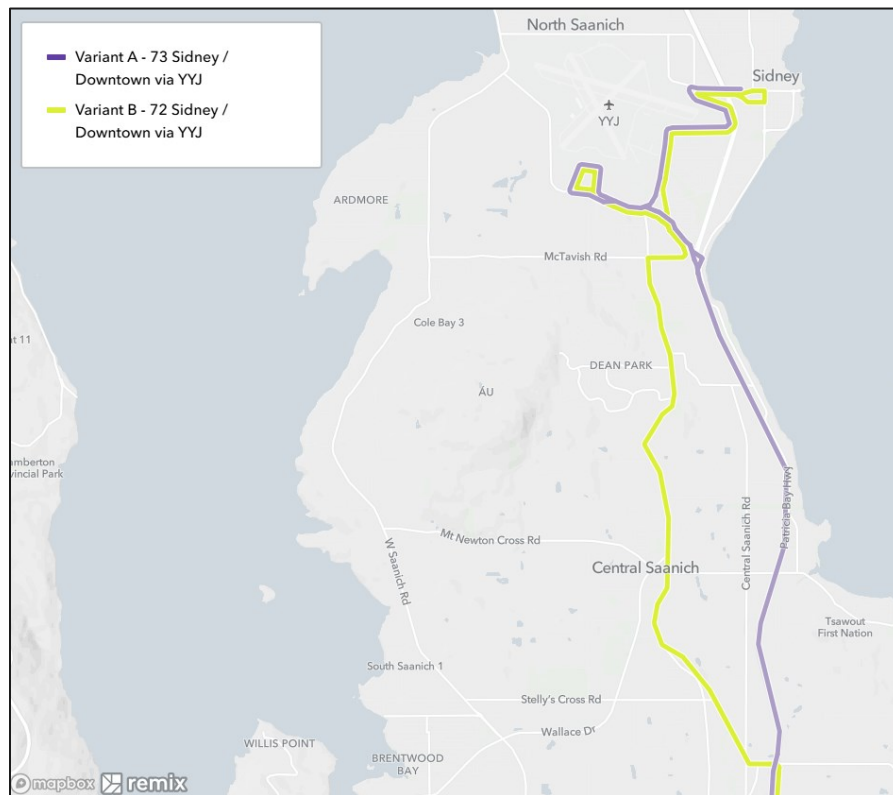 Variant A - 73 Sidney /
Downtown via YYJ
Variant B - 72 Sidney /
Downtown via YYJ
North Saanich
Sidney
YYJ
ARDMORE
McTavish Rd
Cole Bay 3
at 11
DEAN PARK
ÁU
amberton
ovincial Park
Patricia Bay Hwy
Central Saanich Rd
Mt Newton Cross Rd
W Saanich Rd
Central Saanich
Tsawout
First Nation
South Saanich 1
Stelly's Cross Rd
Wallace Dr
WILLIS POINT
BRENTWOOD
BAY
mapbox remix